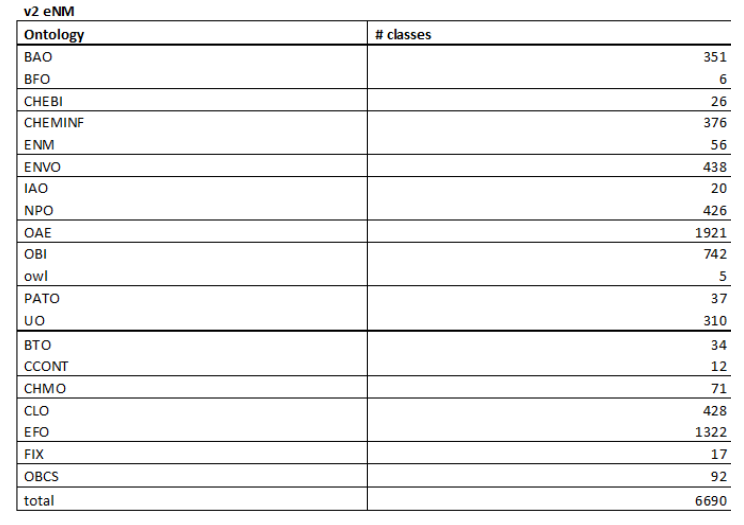 v2 eNM
Ontology # classes
BAO 351
BFO 6
CHEBI 26
CHEMINF 376
ENM 56
ENVO 438
IAO 20
NPO 426
OAE 1921
OBI 742
owl 5
PATO 37
UO 310
BTO 34
CCONT 12
CHMO 71
CLO 428
EFO 1322
FIX 17
OBCS 92
total 6690